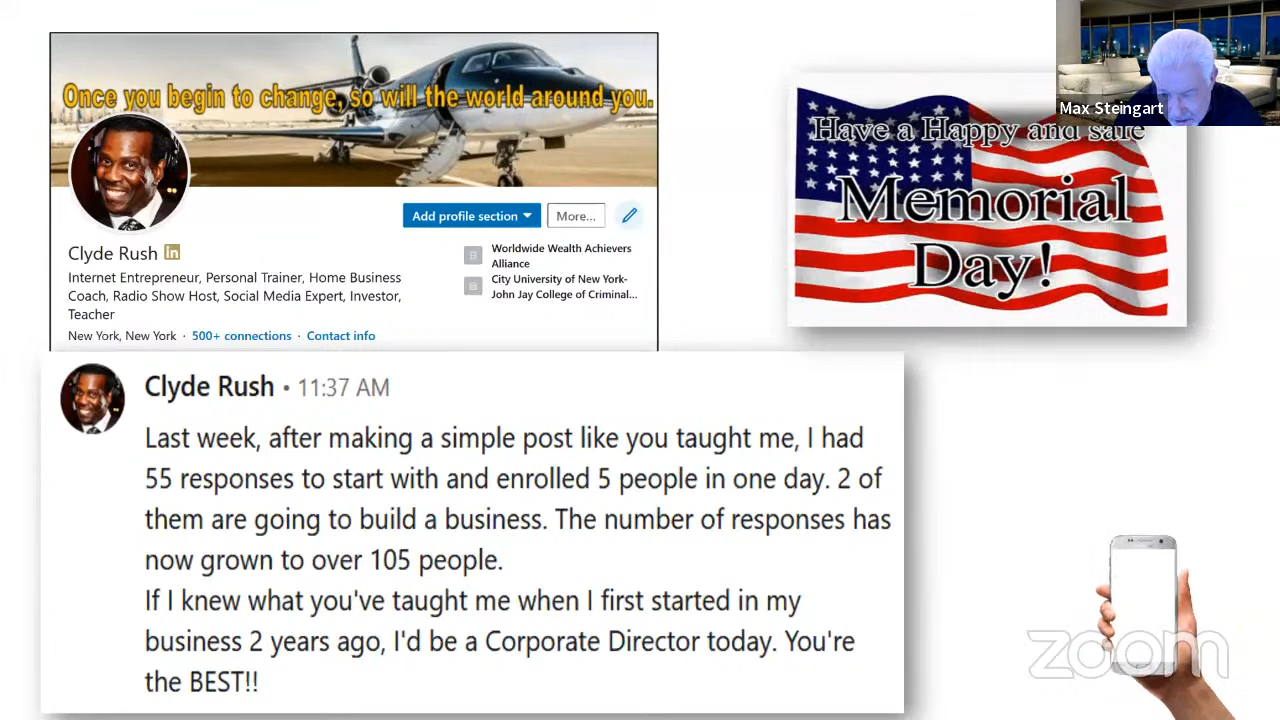 Once you begin to change, so will the world around you.
Add profile section
More...
Clyde Rush in
Internet Entrepreneur, Personal Trainer, Home Business
Coach, Radio Show Host, Social Media Expert, Investor,
Teacher
New York, New York · 500+ connections · Contact info
Worldwide Wealth Achievers
Alliance
City University of New York-
John Jay College of Criminal...
Max Steingart
Have a Happy and safe
Memorial
Day!
Clyde Rush • 11:37 AM
Last week, after making a simple post like you taught me, I had
55 responses to start with and enrolled 5 people in one day. 2 of
them are going to build a business. The number of responses has
now grown to over 105 people.
If I knew what you've taught me when I first started in my
business 2 years ago, I'd be a Corporate Director today. You're
the BEST!!
zoom